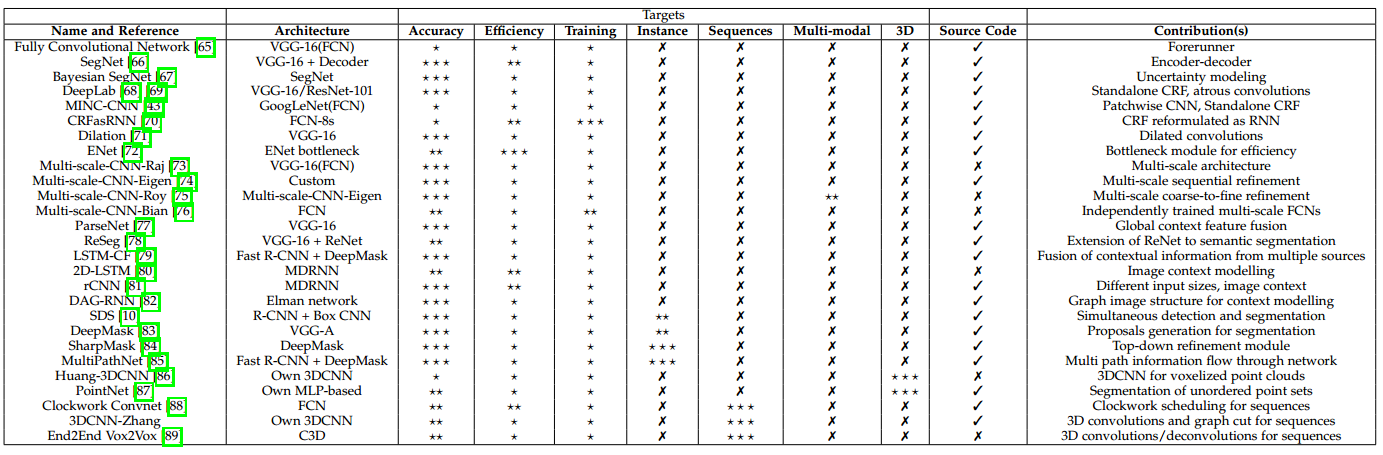 Targets
Name and Reference Architecture Accuracy Efficiency Training Instance Sequences Multi-modal 3D Source Code Contribution(s)
Fully Convolutional Network [65] VGG-16(FCN) ⋆ ⋆ ⋆ ✗ ✗ ✗ ✗ ✓ Forerunner
SegNet [66] VGG-16 + Decoder ⋆⋆⋆ ⋆⋆ ⋆ ✗ ✗ ✗ ✗ ✓ Encoder-decoder
Bayesian SegNet [67] SegNet ⋆⋆⋆ ⋆ ⋆ ✗ ✗ ✗ ✗ ✓ Uncertainty modeling
DeepLab [68] [69] VGG-16/ResNet-101 ⋆⋆⋆ ⋆ ⋆ ✗ ✗ ✗ ✗ ✓ Standalone CRF, atrous convolutions
MINC-CNN [43] GoogLeNet(FCN) ⋆ ⋆ ⋆ ✗ ✗ ✗ ✗ ✓ Patchwise CNN, Standalone CRF
CRFasRNN [70] FCN-8s ⋆ ⋆⋆ ⋆⋆⋆ ✗ ✗ ✗ ✗ ✓ CRF reformulated as RNN
Dilation [71] VGG-16 ⋆⋆⋆ ⋆ ⋆ ✗ ✗ ✗ ✗ ✓ Dilated convolutions
ENet [72] ENet bottleneck ⋆⋆ ⋆⋆⋆ ⋆ ✗ ✗ ✗ ✗ ✓ Bottleneck module for efficiency
Multi-scale-CNN-Raj [73] VGG-16(FCN) ⋆⋆⋆ ⋆ ⋆ ✗ ✗ ✗ ✗ ✗ Multi-scale architecture
Multi-scale-CNN-Eigen [74] Custom ⋆⋆⋆ ⋆ ⋆ ✗ ✗ ✗ ✗ ✓ Multi-scale sequential refinement
Multi-scale-CNN-Roy [75] Multi-scale-CNN-Eigen ⋆⋆⋆ ⋆ ⋆ ✗ ✗ ⋆⋆ ✗ ✗ Multi-scale coarse-to-fine refinement
Multi-scale-CNN-Bian [76] FCN ⋆⋆ ⋆ ⋆⋆ ✗ ✗ ✗ ✗ ✗ Independently trained multi-scale FCNs
ParseNet [77] VGG-16 ⋆⋆⋆ ⋆ ⋆ ✗ ✗ ✗ ✗ ✓ Global context feature fusion
ReSeg [78] VGG-16 + ReNet ⋆⋆ ⋆ ⋆ ✗ ✗ ✗ ✗ ✓ Extension of ReNet to semantic segmentation
LSTM-CF [79] Fast R-CNN + DeepMask ⋆⋆⋆ ⋆ ⋆ ✗ ✗ ✗ ✗ ✓ Fusion of contextual information from multiple sources
2D-LSTM [80] MDRNN ⋆⋆ ⋆⋆ ⋆ ✗ ✗ ✗ ✗ ✗ Image context modelling
rCNN [81] MDRNN ⋆⋆⋆ ⋆⋆ ⋆ ✗ ✗ ✗ ✗ ✓ Different input sizes, image context
DAG-RNN [82] Elman network ⋆⋆⋆ ⋆ ⋆ ✗ ✗ ✗ ✗ ✓ Graph image structure for context modelling
SDS [10] R-CNN + Box CNN ⋆⋆⋆ ⋆ ⋆ ⋆⋆ ✗ ✗ ✗ ✓ Simultaneous detection and segmentation
DeepMask [83] VGG-A ⋆⋆⋆ ⋆ ⋆ ⋆⋆ ✗ ✗ ✗ ✓ Proposals generation for segmentation
SharpMask [84] DeepMask ⋆⋆⋆ ⋆ ⋆ ⋆⋆⋆ ✗ ✗ ✗ ✓ Top-down refinement module
MultiPathNet [85] Fast R-CNN + DeepMask ⋆⋆⋆ ⋆ ⋆ ⋆⋆⋆ ✗ ✗ ✗ ✓ Multi path information flow through network
Huang-3DCNN [86] Own 3DCNN ⋆ ⋆ ⋆ ✗ ✗ ✗ ⋆⋆⋆ ✗ 3DCNN for voxelized point clouds
PointNet [87] Own MLP-based ⋆⋆ ⋆ ⋆ ✗ ✗ ✗ ⋆⋆⋆ ✓ Segmentation of unordered point sets
Clockwork Convnet [88] FCN ⋆⋆ ⋆⋆ ⋆ ✗ ⋆⋆⋆ ✗ ✗ ✓ Clockwork scheduling for sequences
3DCNN-Zhang Own 3DCNN ⋆⋆ ⋆ ⋆ ✗ ⋆⋆⋆ ✗ ✗ ✓ 3D convolutions and graph cut for sequences
End2End Vox2Vox [89] C3D ⋆⋆ ⋆ ⋆ ✗ ⋆⋆⋆ ✗ ✗ ✗ 3D convolutions/deconvolutions for sequences